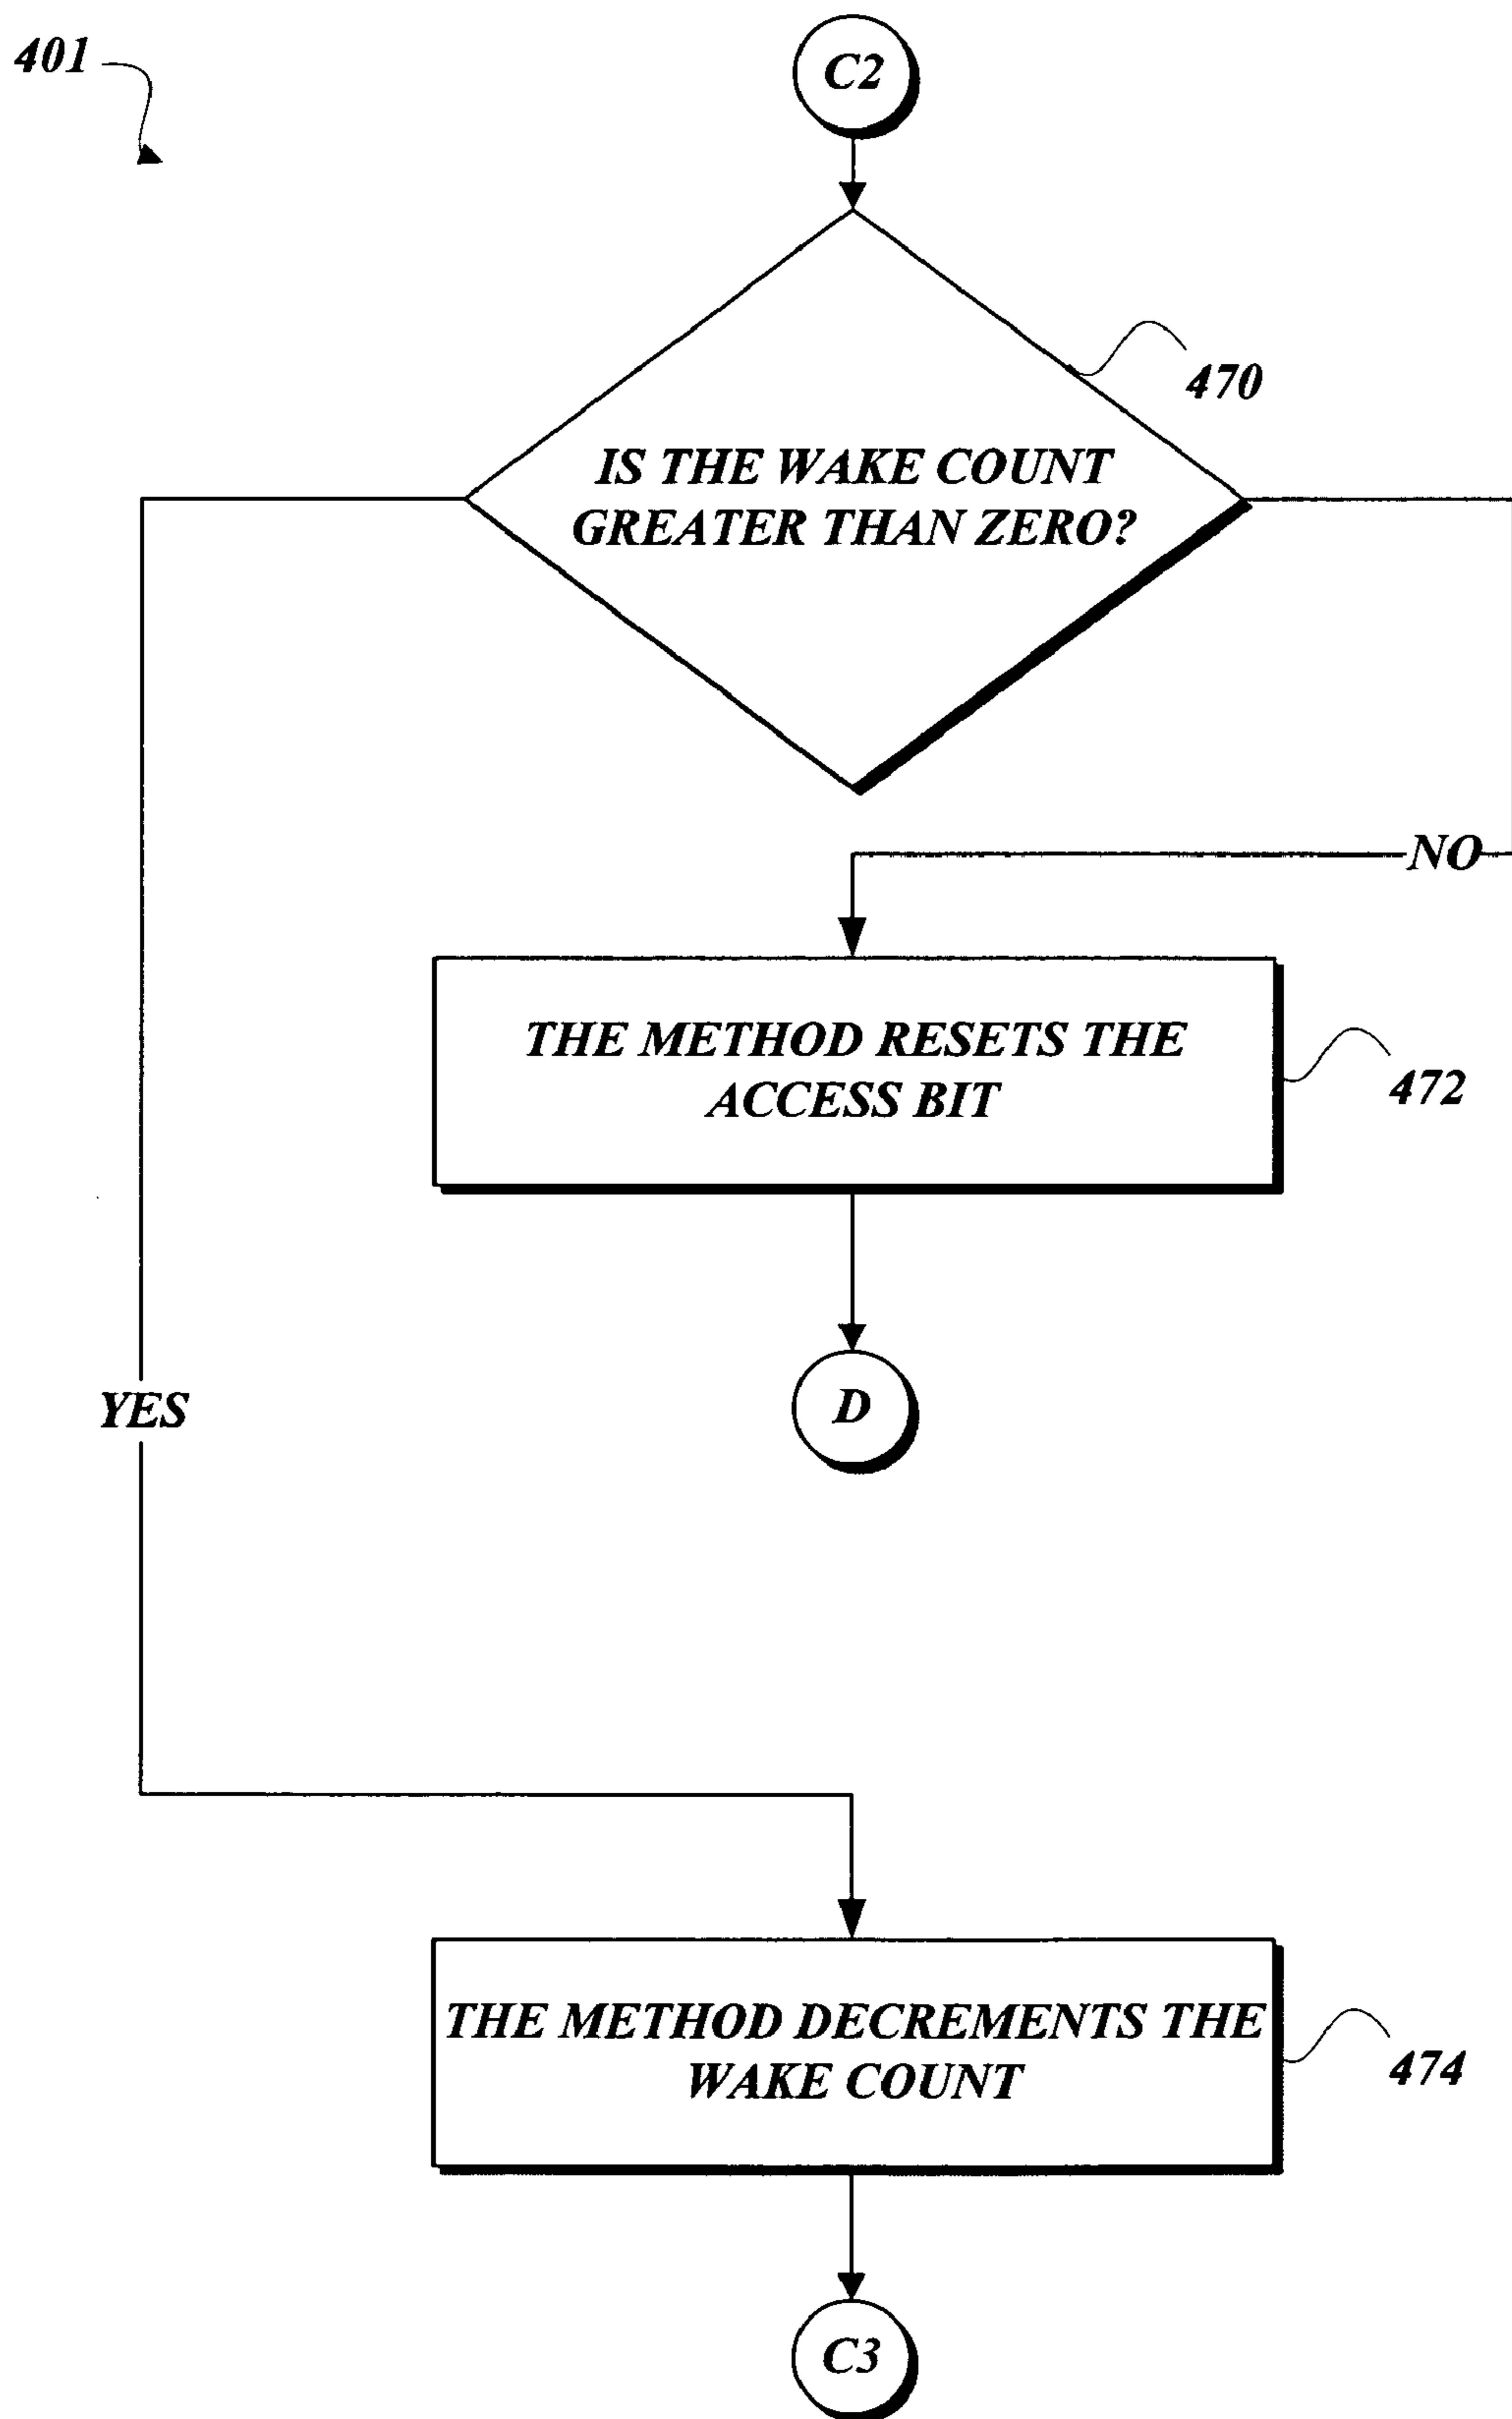 401
C2
470
IS THE WAKE COUNT
GREATER THAN ZERO?
NO
THE METHOD RESETS THE
ACCESS BIT
472
D
YES
THE METHOD DECREMENTS THE
WAKE COUNT
474
C3